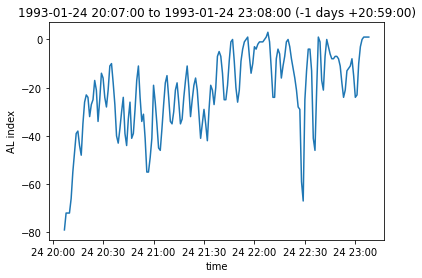 1993-01-24 20:07:00 to 1993-01-24 23:08:00 (-1 days +20:59:00)
0
−20
−40
−60
−80
AL index
24 20:00 24 20:30 24 21:00 24 21:30 24 22:00 24 22:30 24 23:00
time